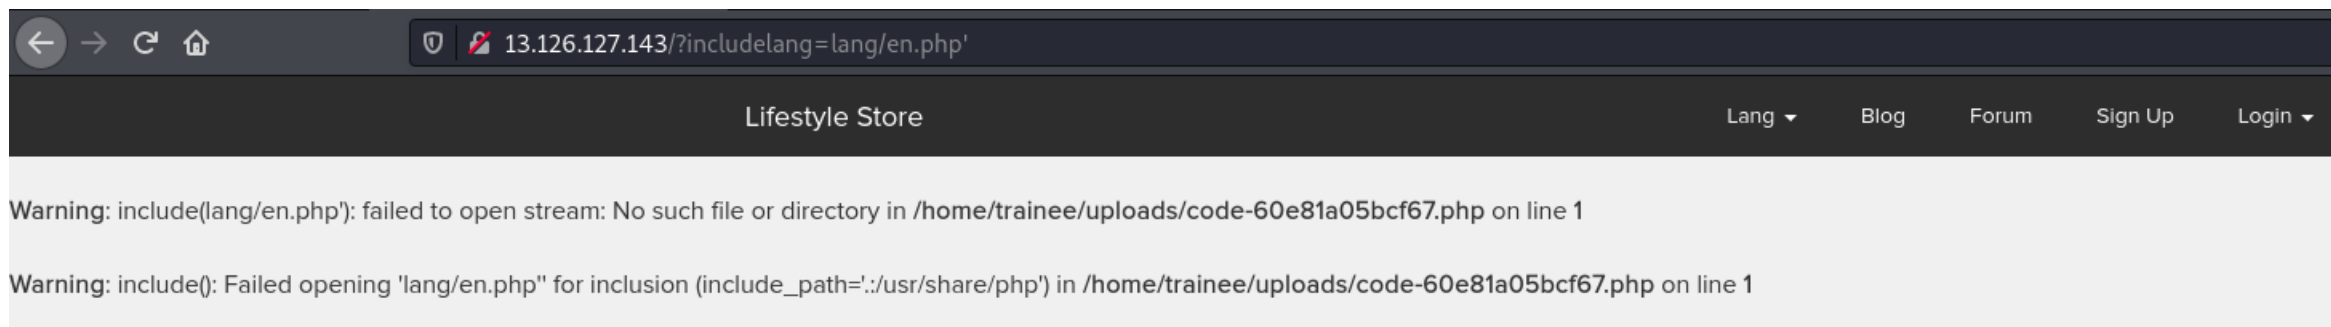 13.126.127.143/?includelang=lang/en.php'
Lifestyle Store Lang Blog Forum Sign Up Login
Warning: include(lang/en.php'): failed to open stream: No such file or directory in /home/trainee/uploads/code-60e81a05bcf67.php on line 1
Warning: include(): Failed opening 'lang/en.php'' for inclusion (include_path='.:/usr/share/php') in /home/trainee/uploads/code-60e81a05bcf67.php on line 1